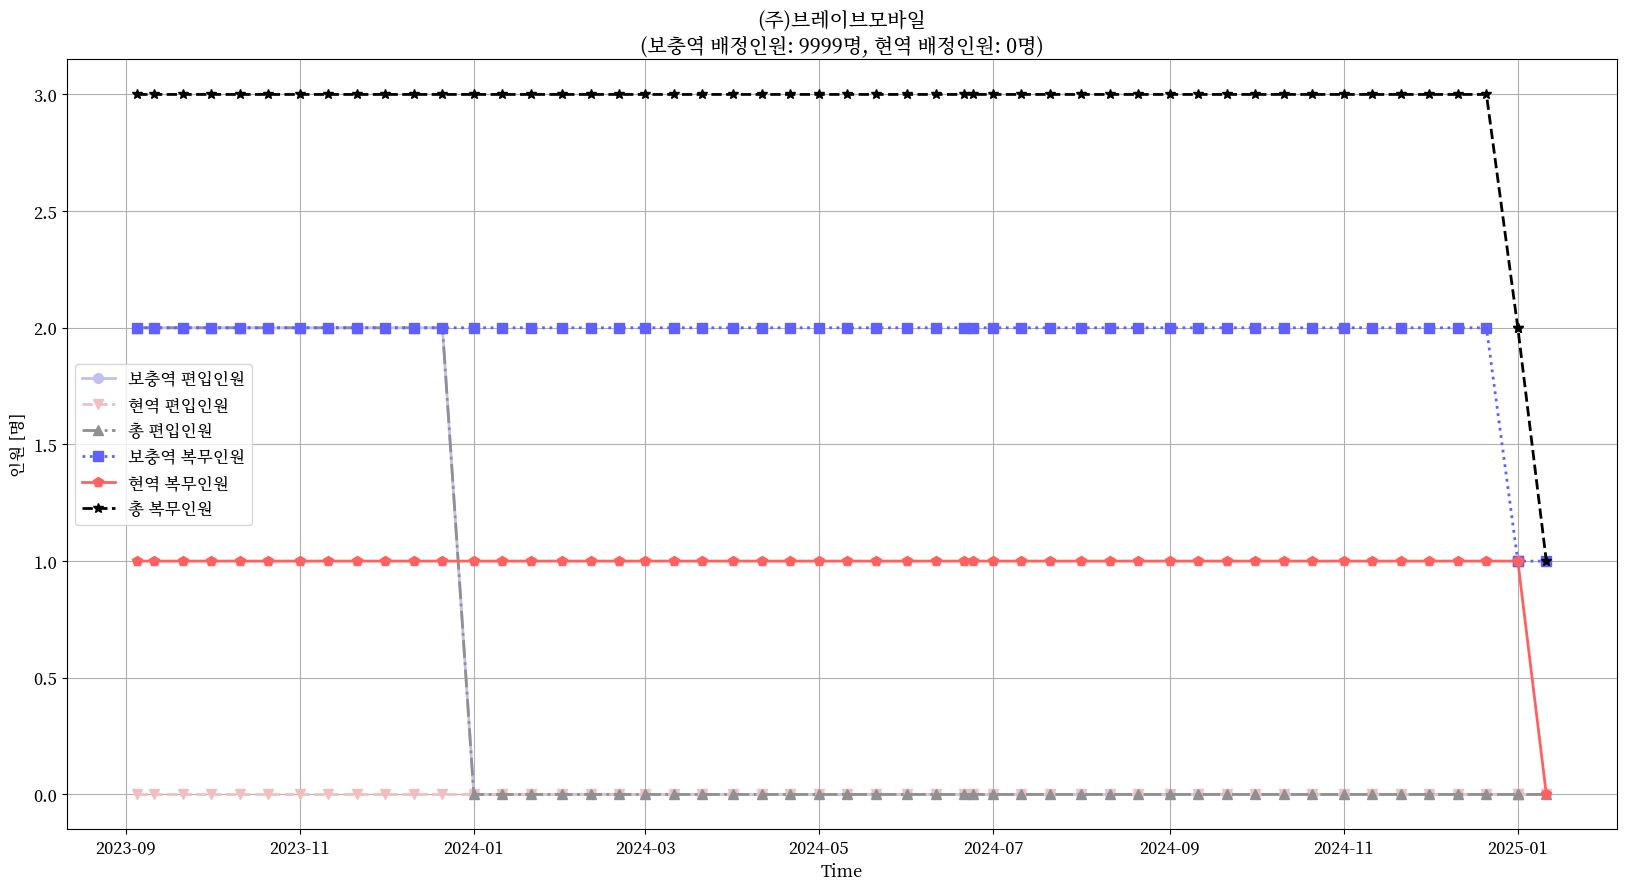 (주)브레이브모바일
(보충역 배정인원: 9999명, 현역 배정인원: 0명)
인원 [명]
3.0
2.5
2.0
1.5
1.0
0.5
0.0
보충역 편입인원
현역 편입인원
총 편입인원
보충역 복무인원
현역 복무인원
총 복무인원
2023-09 2023-11 2024-01 2024-03 2024-05 2024-07 2024-09 2024-11 2025-01
Time